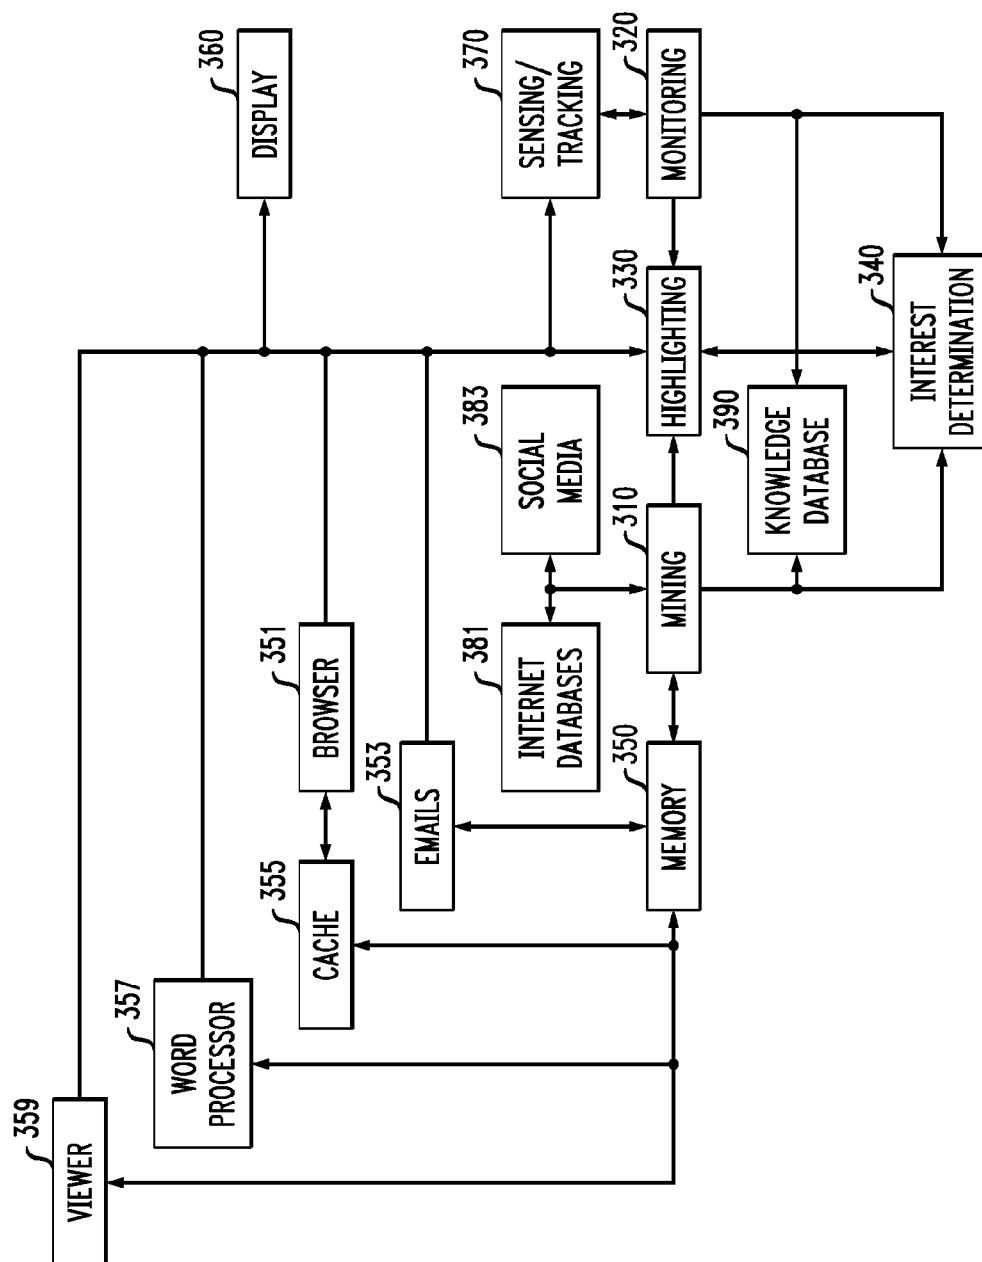 359
VIEWER
357
WORD
PROCESSOR
355
CACHE
351
BROWSER
353
EMAILS
360
DISPLAY
381
INTERNET
DATABASES
383
SOCIAL
MEDIA
370
SENSING/
TRACKING
350
MEMORY
310
MINING
330
HIGHLIGHTING
320
MONITORING
390
KNOWLEDGE
DATABASE
340
INTEREST
DETERMINATION